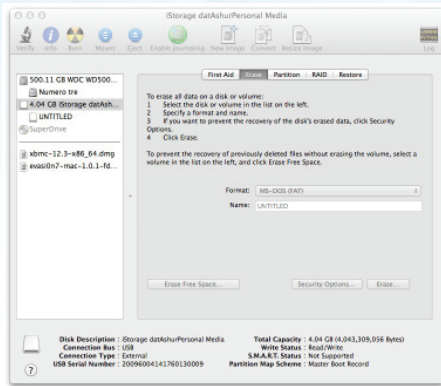 iStorage datAshurPersonal Media
Verify Info Burn Mount Eject Enable Journaling New Image Convert Resize Image Log
First Aid Erase Partition RAID Restore
500.11 GB WDC WD500...
Numero tre
4.04 GB iStorage datAsh...
UNTITLED
SuperDrive
xbmc-12.3-x86_64.dmg
evasi0n7-mac-1.0.1-fd...
To erase all data on a disk or volume:
1 Select the disk or volume in the list on the left.
2 Specify a format and name.
3 If you want to prevent the recovery of the disk's erased data, click Security
Options.
4 Click Erase.
To prevent the recovery of previously deleted files without erasing the volume, select a
volume in the list on the left, and click Erase Free Space.
Format: MS-DOS (FAT)
Name: UNTITLED
Erase Free Space... Security Options... Erase...
Disk Description : iStorage datAshurPersonal Media Total Capacity : 4.04 GB (4,043,309,056 Bytes)
Connection Bus : USB Write Status : Read/Write
Connection Type : External S.M.A.R.T. Status : Not Supported
USB Serial Number : 20096004141760130009 Partition Map Scheme : Master Boot Record
?